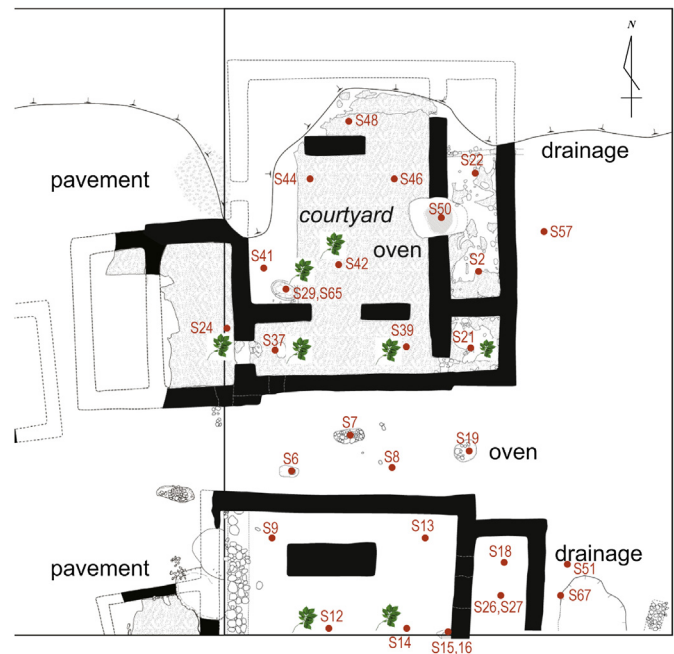 N
S48
drainage
S22
pavement
S44
S46
courtyard
S50
oven
S57
S41
S42
S2
S29,S65
S24
S37
S39
S21
S7
S19
oven
S6
S8
S9
S13
drainage
S18
S51
pavement
S26,S27
S67
S12
S14
S15,16